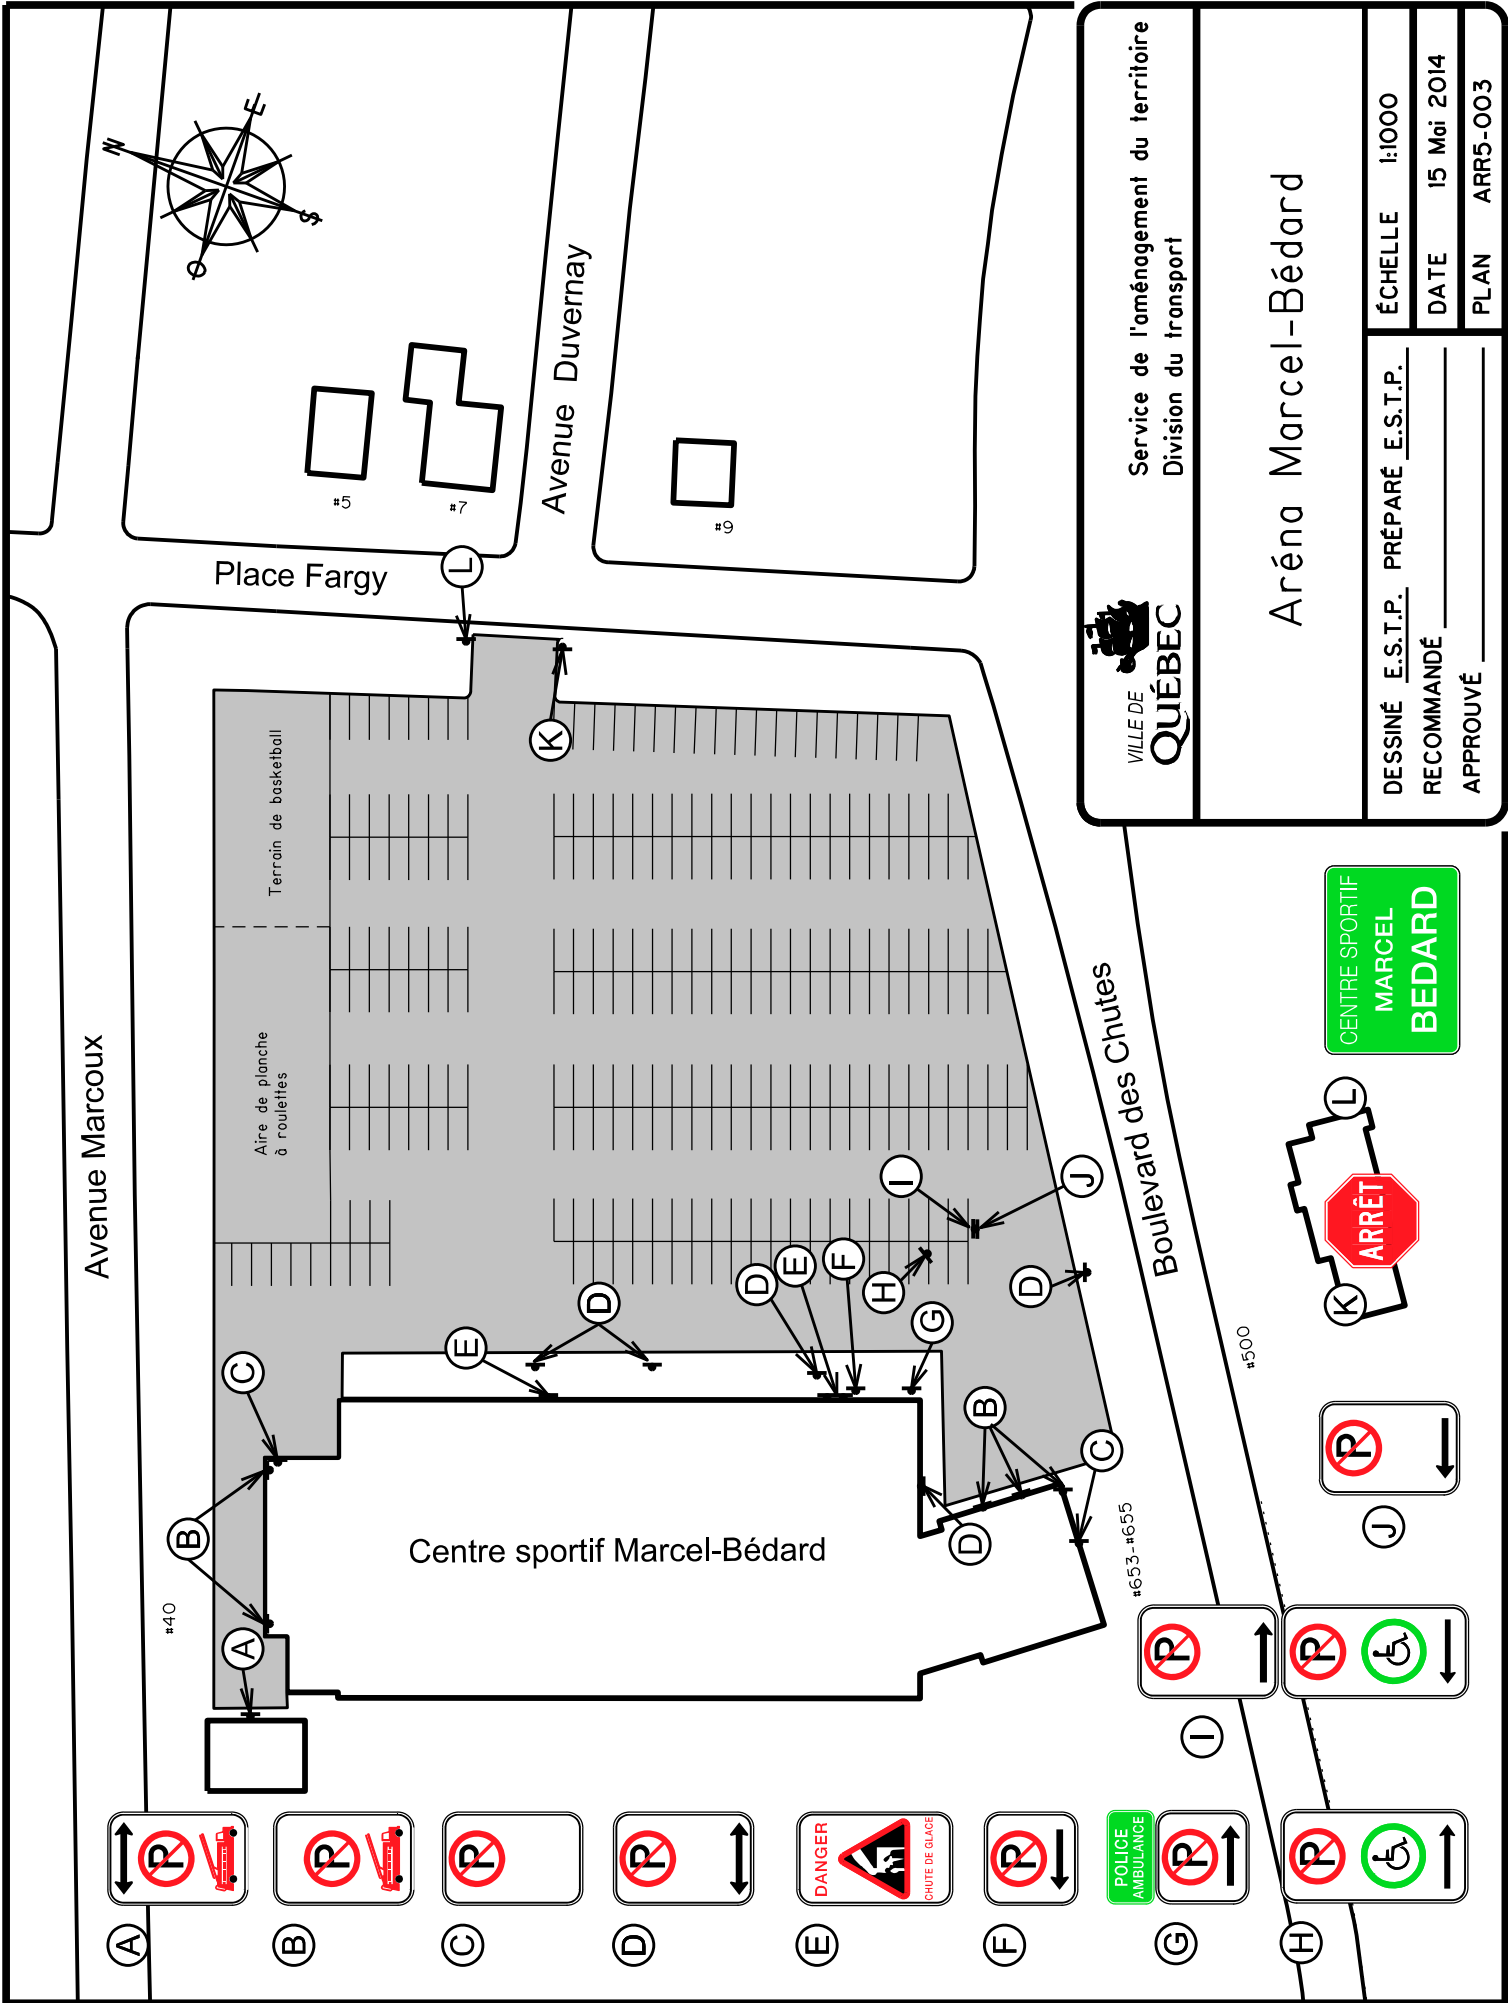 Avenue Marcoux
Place Fargy
Avenue Duvernay
Boulevard des Chutes
N
E
S
O
#5
#7
#9
#40
#500
#653-#655
Terrain de basketball
Aire de planche
à roulettes
Centre sportif Marcel-Bédard
A
B
C
B
C
D
E
D
E
F
G
H
I
J
D
B
C
D
K
L
A
P
B
P
C
P
D
P
E
DANGER
CHUTE DE GLACE
F
P
G
POLICE
AMBULANCE
P
H
P
P
I
P
J
P
K
ARRÊT
L
CENTRE SPORTIF
MARCEL
BEDARD
VILLE DE
QUÉBEC
Service de l'aménagement du territoire
Division du transport
Aréna Marcel-Bédard
DESSINÉ E.S.T.P. PRÉPARÉ E.S.T.P.
RECOMMANDÉ
APPROUVÉ
ÉCHELLE 1:1000
DATE 15 Mai 2014
PLAN ARR5-003